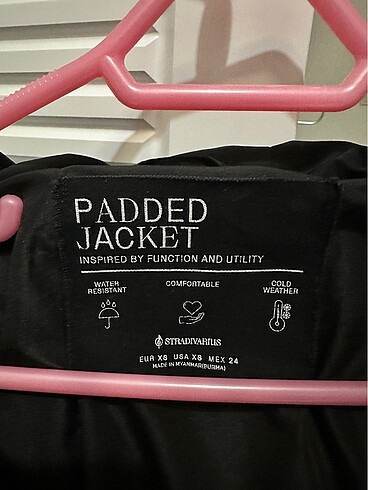 PADDED
JACKET
INSPIRED BY FUNCTION AND UTILITY
WATER
RESISTANT
COMFORTABLE
COLD
WEATHER
STRADIVARIUS
EUR XS USA XS MEX 24
MADE IN MYANMAR(BURMA)